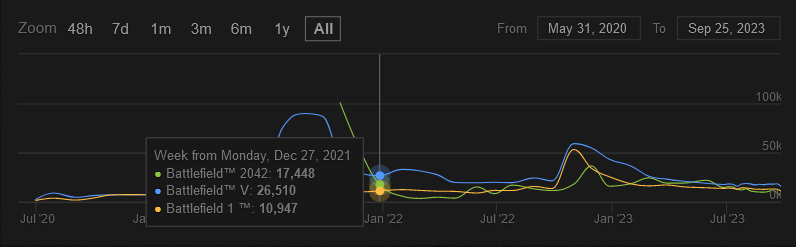 Zoom 48h 7d 1m 3m 6m 1y All From May 31, 2020 To Sep 25, 2023
100k
50k
Week from Monday, Dec 27, 2021
Battlefield™ 2042: 17,448
Battlefield™ V: 26,510
Battlefield 1 ™: 10,947
0k
Jul '20 Ja Jan '22 Jul '22 Jan '23 Jul '23